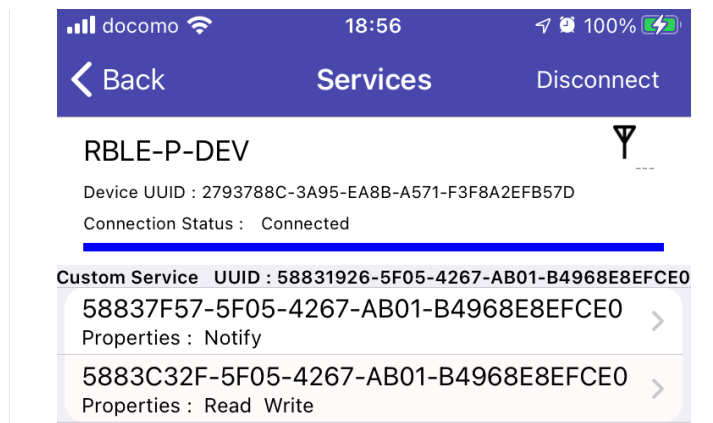 docomo 18:56 100%
Back Services Disconnect
RBLE-P-DEV
---
Device UUID : 2793788C-3A95-EA8B-A571-F3F8A2EFB57D
Connection Status : Connected
Custom Service UUID : 58831926-5F05-4267-AB01-B4968E8EFCE0
58837F57-5F05-4267-AB01-B4968E8EFCE0
Properties : Notify
5883C32F-5F05-4267-AB01-B4968E8EFCE0
Properties : Read Write